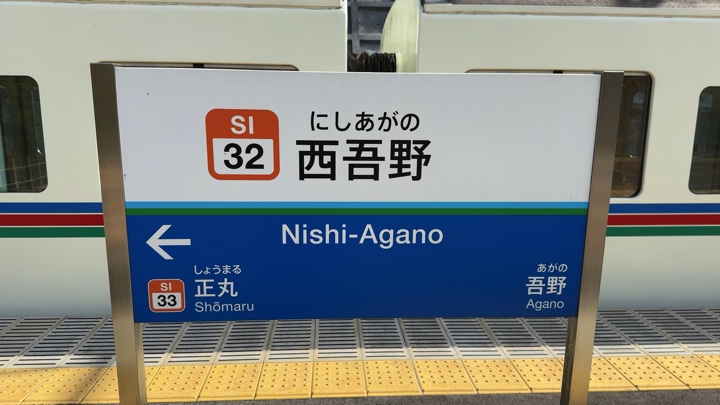 SI
32
にしあがの
西吾野
Nishi-Agano
SI
33
しょうまる
正丸
Shōmaru
あがの
吾野
Agano